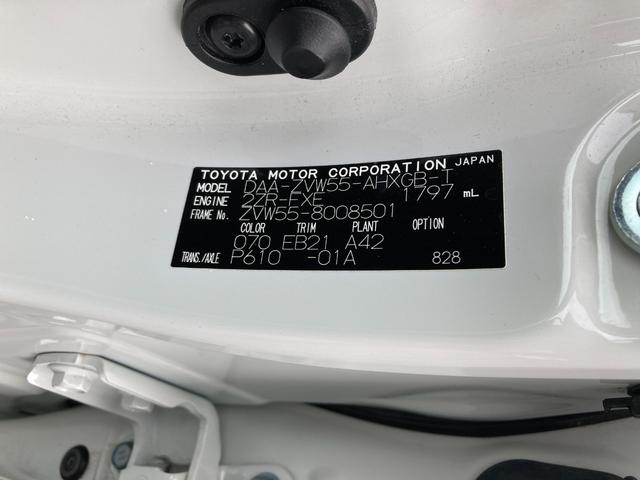 TOYOTA MOTOR CORPORATION JAPAN
MODEL DAA-ZVW55-AHXGB-T
ENGINE 2ZR-FXE 1797 mL
FRAME No. ZVW55-8008501
COLOR TRIM PLANT OPTION
070 EB21 A42
TRANS./AXLE P610 -01A 828